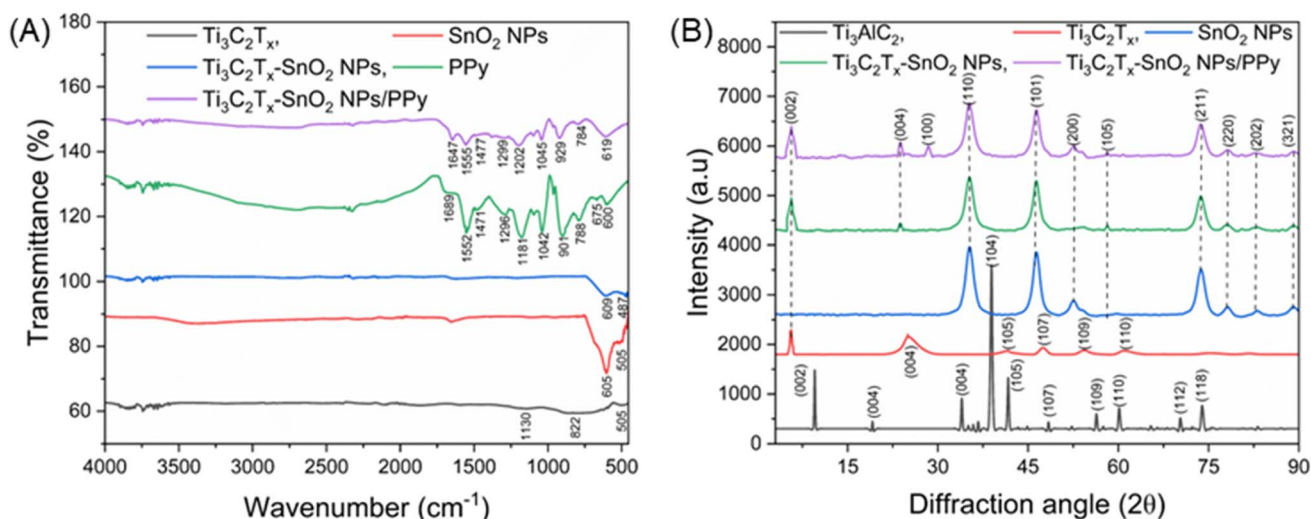 (A)
Ti₃C₂Tₓ, SnO₂ NPs
Ti₃C₂Tₓ-SnO₂ NPs, PPy
Ti₃C₂Tₓ-SnO₂ NPs/PPy
Transmittance (%)
180
160
140
120
100
80
60
1647 1555 1477 1299 1202 1045 929 784 619
1689 1552 1471 1296 1181 1042 901 788 675 600
609 487
605 505
1130 822 505
4000 3500 3000 2500 2000 1500 1000 500
Wavenumber (cm⁻¹)
(B)
Ti₃AlC₂, Ti₃C₂Tₓ, SnO₂ NPs
Ti₃C₂Tₓ-SnO₂ NPs, Ti₃C₂Tₓ-SnO₂ NPs/PPy
Intensity (a.u)
8000
7000
6000
5000
4000
3000
2000
1000
0
(002) (004) (100) (110) (101) (200) (105) (211) (220) (202) (321)
(104)
(004) (105) (107) (109) (110)
(002) (004) (004) (105) (107) (109) (110) (112) (118)
15 30 45 60 75 90
Diffraction angle (2θ)